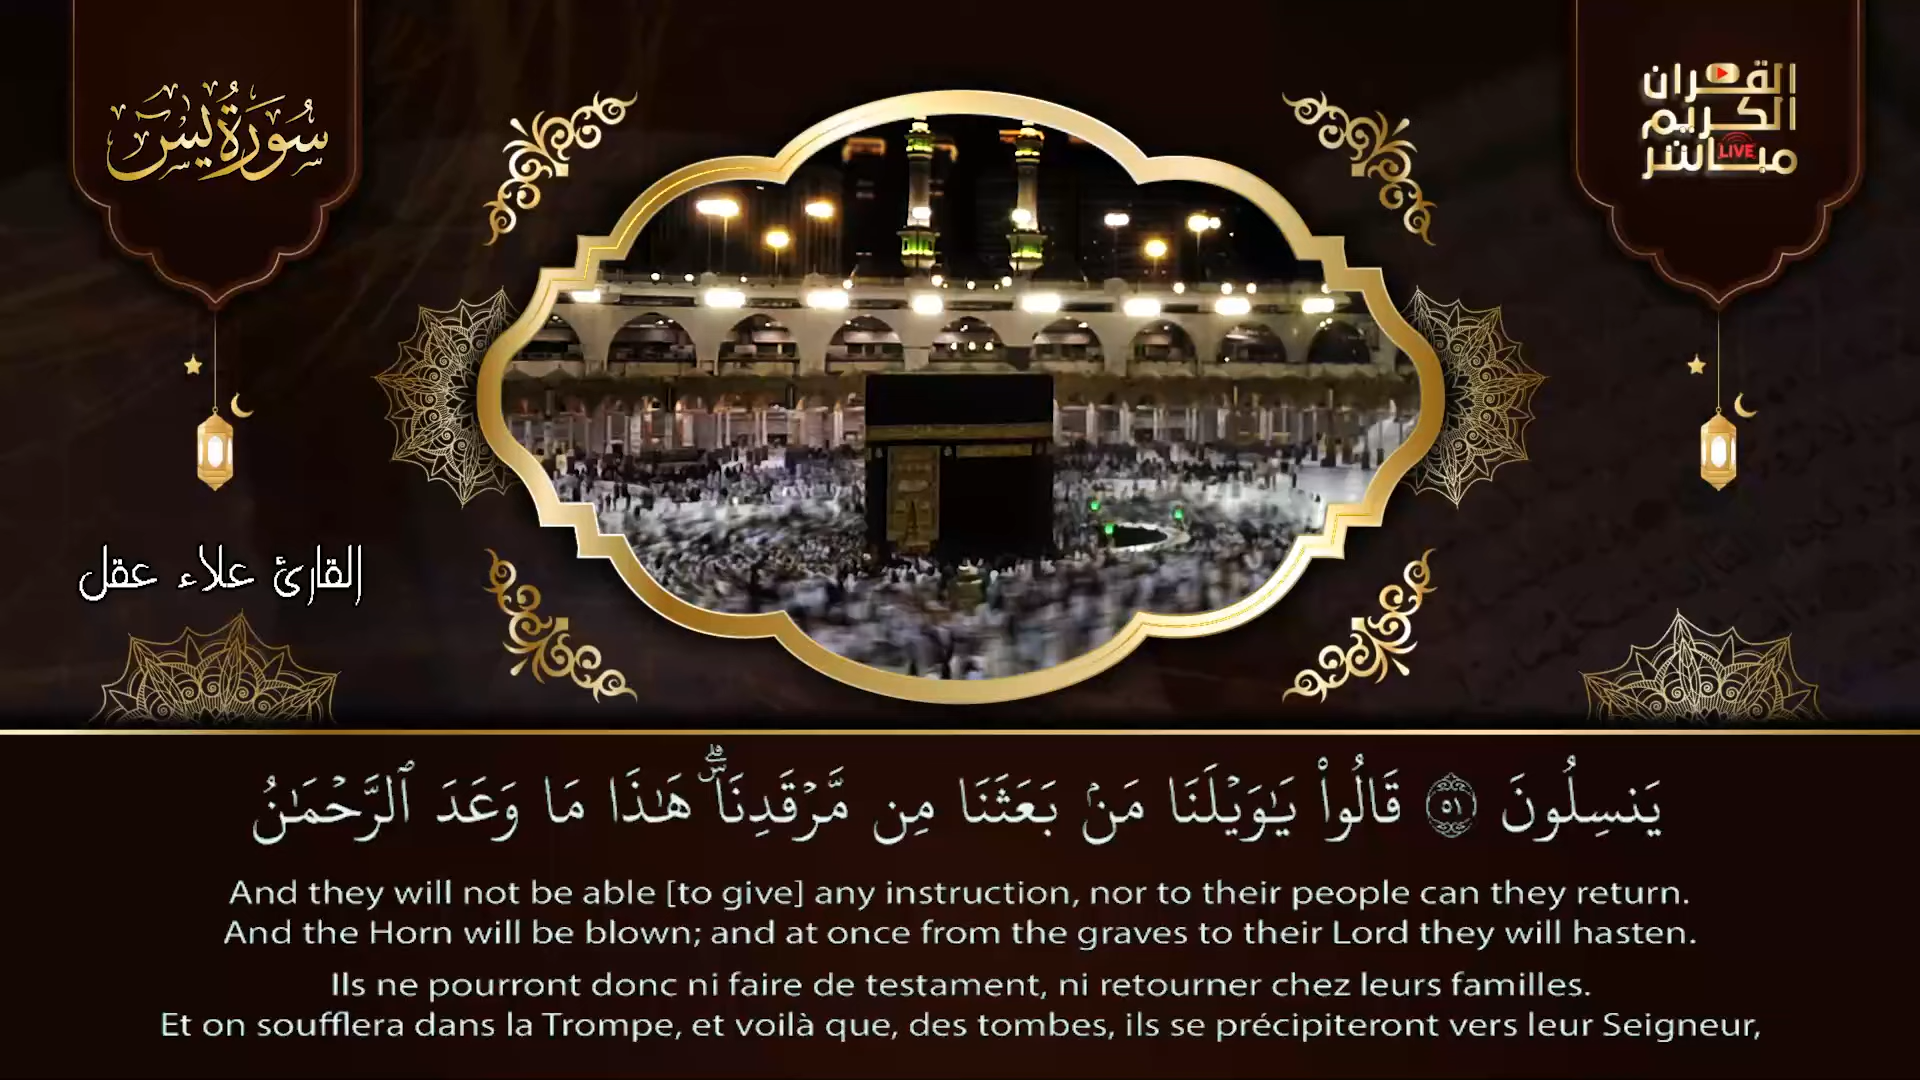 سُورَةُ يسٓ
القرآن
الكريم
مباشر
LIVE
القارئ علاء عقل
يَنسِلُونَ ٥١ قَالُوا۟ يَـٰوَيْلَنَا مَنۢ بَعَثَنَا مِن مَّرْقَدِنَا ۜ ۗ هَـٰذَا مَا وَعَدَ ٱلرَّحْمَـٰنُ
And they will not be able [to give] any instruction, nor to their people can they return.
And the Horn will be blown; and at once from the graves to their Lord they will hasten.
Ils ne pourront donc ni faire de testament, ni retourner chez leurs familles.
Et on soufflera dans la Trompe, et voilà que, des tombes, ils se précipiteront vers leur Seigneur,